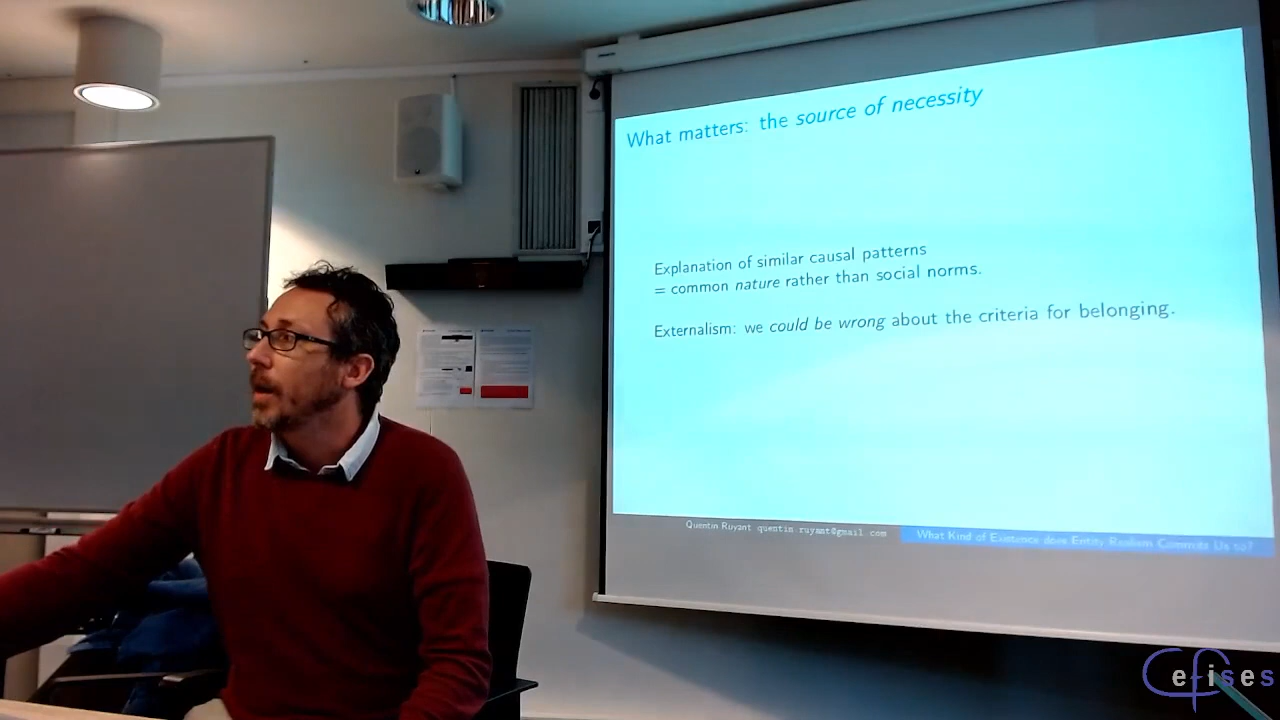 What matters: the source of necessity
Explanation of similar causal patterns
= common nature rather than social norms.
Externalism: we could be wrong about the criteria for belonging.
Quentin Ruyant quentin.ruyant@gmail.com
What Kind of Existence does Entity Realism Commits Us to?
efises